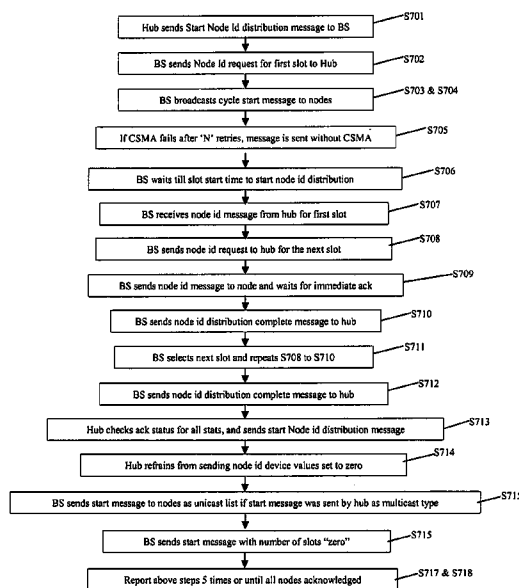 Hub sends Start Node Id distribution message to BS
S701
BS sends Node Id request for first slot to Hub
S702
BS broadcasts cycle start message to nodes
S703 & S704
If CSMA fails after 'N' retries, message is sent without CSMA
S705
BS waits till slot start time to start node id distribution
S706
BS receives node id message from hub for first slot
S707
BS sends node id request to hub for the next slot
S708
BS sends node id message to node and waits for immediate ack
S709
BS sends node id distribution complete message to hub
S710
BS selects next slot and repeats S708 to S710
S711
BS sends node id distribution complete message to hub
S712
Hub checks ack status for all stats, and sends start Node id distribution message
S713
Hub refrains from sending node id device values set to zero
S714
BS sends start message to nodes as unicast list if start message was sent by hub as multicast type
S715
BS sends start message with number of slots "zero"
S715
Report above steps 5 times or until all nodes acknowledged
S717 & S718